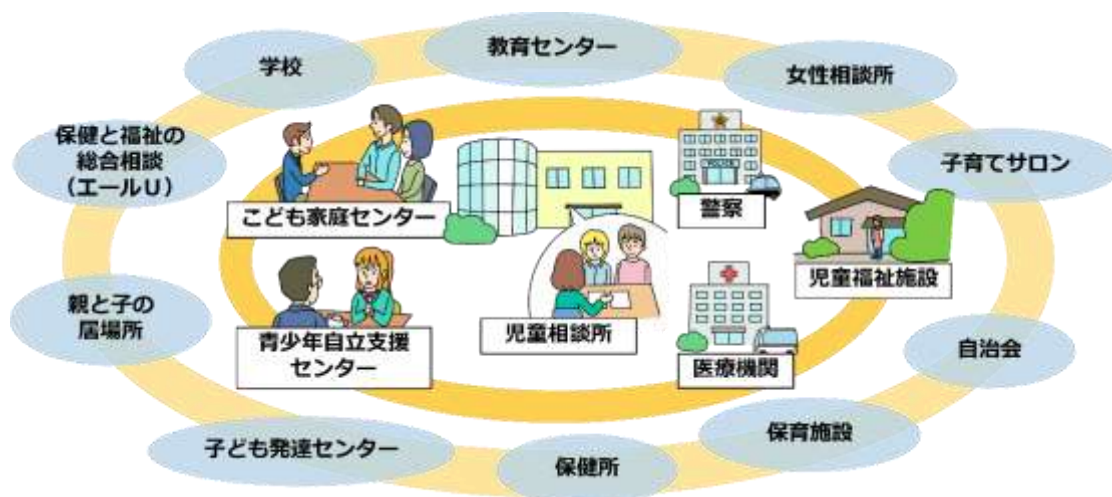 教育センター
学校
女性相談所
保健と福祉の
総合相談
(エールU)
子育てサロン
こども家庭センター
POLICE
警察
児童福祉施設
親と子の
居場所
青少年自立支援
センター
児童相談所
医療機関
自治会
子ども発達センター
保健所
保育施設